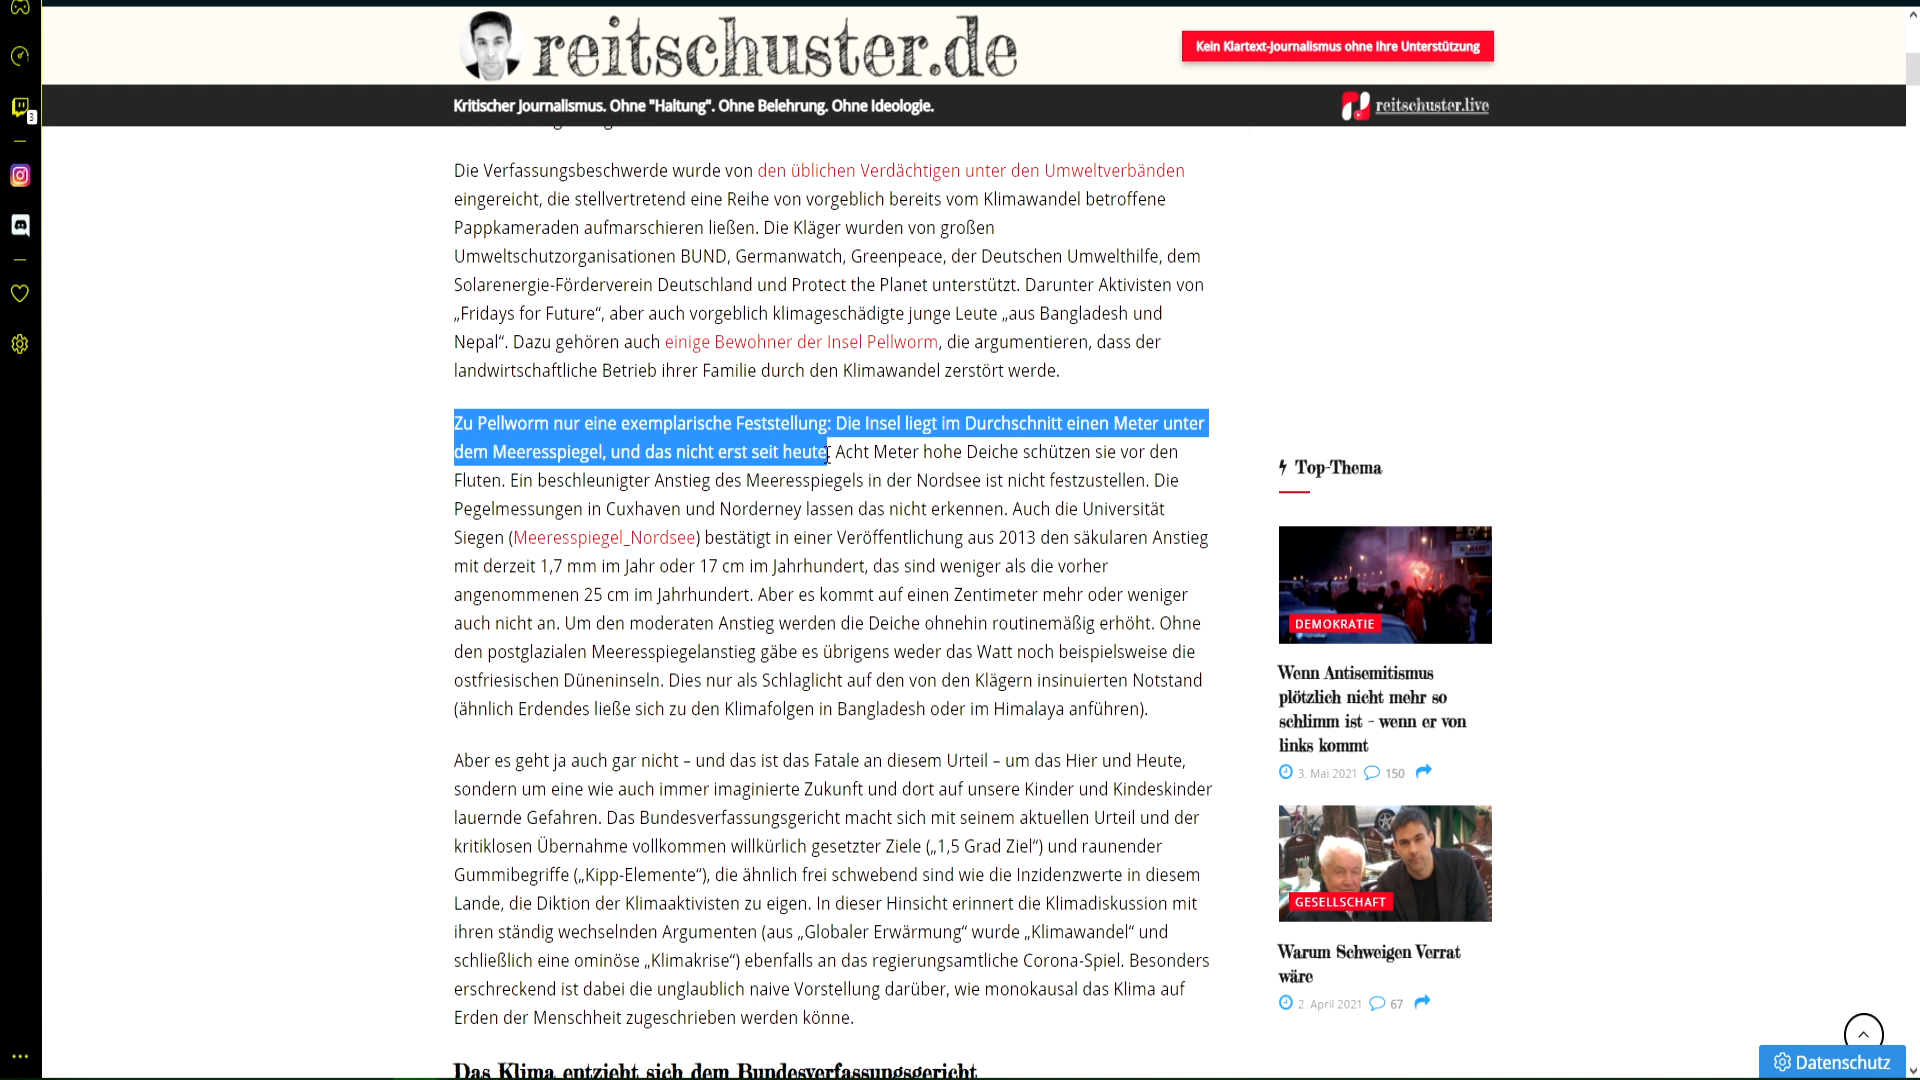 reitschuster.de
Kein Klartext-Journalismus ohne Ihre Unterstützung
Kritischer Journalismus. Ohne "Haltung". Ohne Belehrung. Ohne Ideologie.
reitschuster.live
3
Die Verfassungsbeschwerde wurde von den üblichen Verdächtigen unter den Umweltverbänden
eingereicht, die stellvertretend eine Reihe von vorgeblich bereits vom Klimawandel betroffene
Pappkameraden aufmarschieren ließen. Die Kläger wurden von großen
Umweltschutzorganisationen BUND, Germanwatch, Greenpeace, der Deutschen Umwelthilfe, dem
Solarenergie-Förderverein Deutschland und Protect the Planet unterstützt. Darunter Aktivisten von
„Fridays for Future“, aber auch vorgeblich klimageschädigte junge Leute „aus Bangladesh und
Nepal“. Dazu gehören auch einige Bewohner der Insel Pellworm, die argumentieren, dass der
landwirtschaftliche Betrieb ihrer Familie durch den Klimawandel zerstört werde.
Zu Pellworm nur eine exemplarische Feststellung: Die Insel liegt im Durchschnitt einen Meter unter
dem Meeresspiegel, und das nicht erst seit heute. Acht Meter hohe Deiche schützen sie vor den
Fluten. Ein beschleunigter Anstieg des Meeresspiegels in der Nordsee ist nicht festzustellen. Die
Pegelmessungen in Cuxhaven und Norderney lassen das nicht erkennen. Auch die Universität
Siegen (Meeresspiegel_Nordsee) bestätigt in einer Veröffentlichung aus 2013 den säkularen Anstieg
mit derzeit 1,7 mm im Jahr oder 17 cm im Jahrhundert, das sind weniger als die vorher
angenommenen 25 cm im Jahrhundert. Aber es kommt auf einen Zentimeter mehr oder weniger
auch nicht an. Um den moderaten Anstieg werden die Deiche ohnehin routinemäßig erhöht. Ohne
den postglazialen Meeresspiegelanstieg gäbe es übrigens weder das Watt noch beispielsweise die
ostfriesischen Düneninseln. Dies nur als Schlaglicht auf den von den Klägern insinuierten Notstand
(ähnlich Erdendes ließe sich zu den Klimafolgen in Bangladesh oder im Himalaya anführen).
Aber es geht ja auch gar nicht – und das ist das Fatale an diesem Urteil – um das Hier und Heute,
sondern um eine wie auch immer imaginierte Zukunft und dort auf unsere Kinder und Kindeskinder
lauernde Gefahren. Das Bundesverfassungsgericht macht sich mit seinem aktuellen Urteil und der
kritiklosen Übernahme vollkommen willkürlich gesetzter Ziele („1,5 Grad Ziel“) und raunender
Gummibegriffe („Kipp-Elemente“), die ähnlich frei schwebend sind wie die Inzidenzwerte in diesem
Lande, die Diktion der Klimaaktivisten zu eigen. In dieser Hinsicht erinnert die Klimadiskussion mit
ihren ständig wechselnden Argumenten (aus „Globaler Erwärmung“ wurde „Klimawandel“ und
schließlich eine ominöse „Klimakrise“) ebenfalls an das regierungsamtliche Corona-Spiel. Besonders
erschreckend ist dabei die unglaublich naive Vorstellung darüber, wie monokausal das Klima auf
Erden der Menschheit zugeschrieben werden könne.
Das Klima entzieht sich dem Bundesverfassungsgericht
Top-Thema
DEMOKRATIE
Wenn Antisemitismus
plötzlich nicht mehr so
schlimm ist – wenn er von
links kommt
3. Mai 2021 150
GESELLSCHAFT
Warum Schweigen Verrat
wäre
2. April 2021 67
Datenschutz